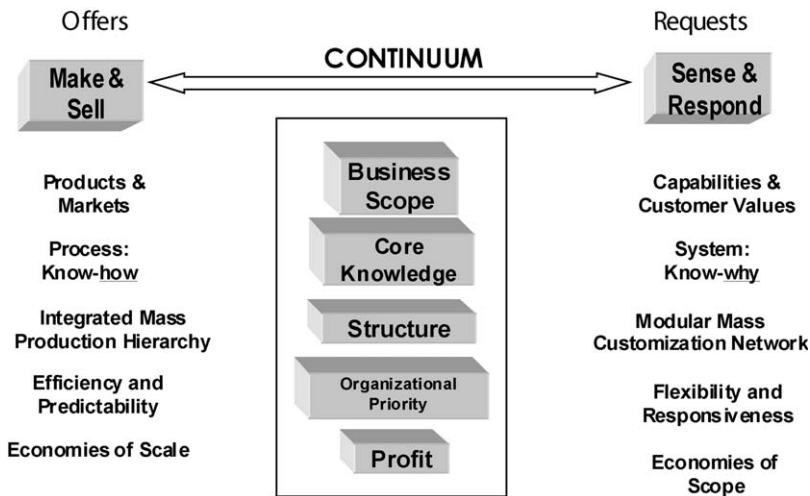 Offers
Requests
CONTINUUM
Make &
Sell
Sense &
Respond
Business
Scope
Products &
Markets
Capabilities &
Customer Values
Core
Knowledge
Process:
Know-how
System:
Know-why
Structure
Integrated Mass
Production Hierarchy
Modular Mass
Customization Network
Organizational
Priority
Efficiency and
Predictability
Flexibility and
Responsiveness
Profit
Economies of Scale
Economies of
Scope